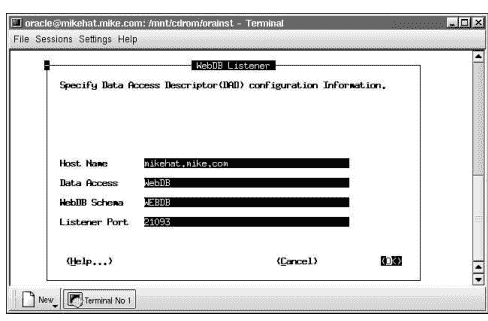 oracle@mikehat.mike.com: /mnt/cdrom/orainst - Terminal
File Sessions Settings Help
WebDB Listener
Specify Data Access Descriptor(DAD) configuration Information.
Host Name mikehat.mike.com
Data Access WebDB
WebDB Schema WEBDB
Listener Port 21093
(Help...) (Cancel) (OK)
New Terminal No 1